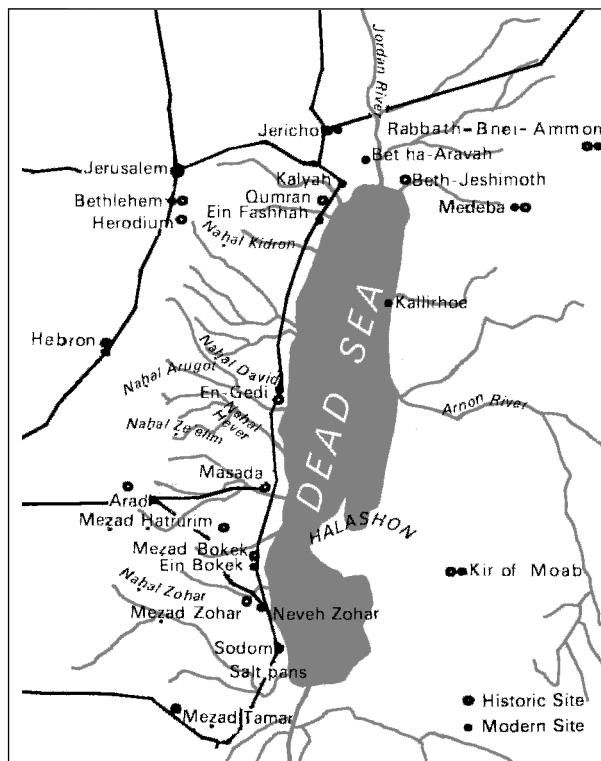 Jordan River
Jericho
Rabbath-Bnei-Ammon
Bet ha-Aravah
Jerusalem
Kalyah
Beth-Jeshimoth
Qumran
Bethlehem
Ein Fashhah
Medeba
Herodium
Nahal Kidron
Kallirhoe
Hebron
DEAD SEA
Nahal David
Nahal Arugot
En-Gedi
Nahal
Hever
Arnon River
Nahal Ze'elim
Masada
Arad
Mezad Hatrurim
HALASHON
Mezad Bokek
Ein Bokek
Kir of Moab
Nahal Zohar
Mezad Zohar
Neveh Zohar
Sodom
Salt pans
Historic Site
Mezad Tamar
Modern Site